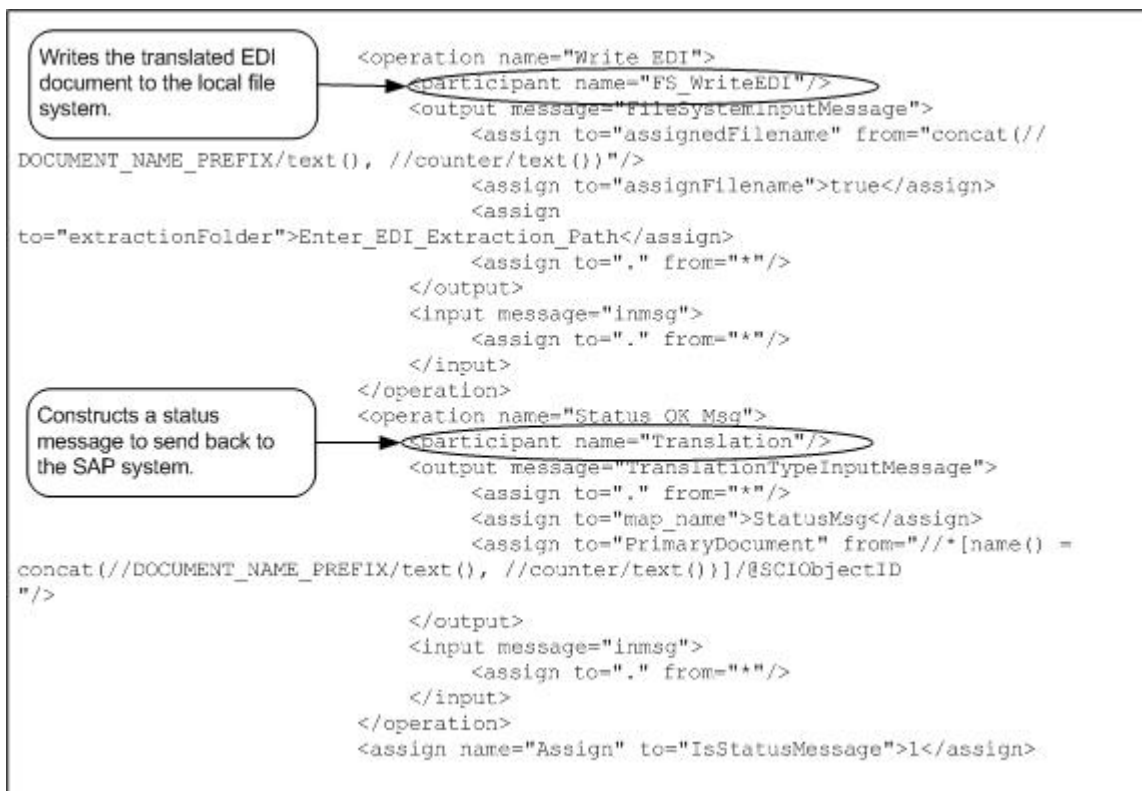 Writes the translated EDI
document to the local file
system.
<operation name="Write EDI">
<participant name="FS_WriteEDI"/>
<output message="FileSystemInputMessage">
<assign to="assignedFilename" from="concat(//
DOCUMENT_NAME_PREFIX/text(), //counter/text())"/>
<assign to="assignFilename">true</assign>
<assign
to="extractionFolder">Enter_EDI_Extraction_Path</assign>
<assign to="." from="*"/>
</output>
<input message="inmsg">
<assign to="." from="*"/>
</input>
</operation>
Constructs a status
message to send back to
the SAP system.
<operation name="Status OK Msg">
<participant name="Translation"/>
<output message="TranslationTypeInputMessage">
<assign to="." from="*"/>
<assign to="map_name">StatusMsg</assign>
<assign to="PrimaryDocument" from="//*[name() =
concat(//DOCUMENT_NAME_PREFIX/text(), //counter/text())]/@SCIObjectID
"/>
</output>
<input message="inmsg">
<assign to="." from="*"/>
</input>
</operation>
<assign name="Assign" to="IsStatusMessage">1</assign>